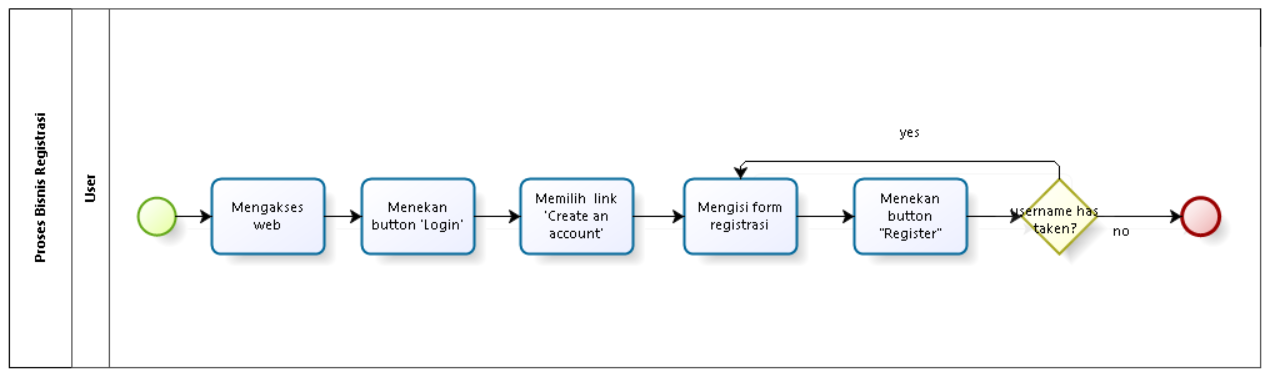 Proses Bisnis Registrasi
User
Mengakses
web
Menekan
button 'Login'
Memilih link
'Create an
account'
Mengisi form
registrasi
Menekan
button
"Register"
username has
taken?
yes
no